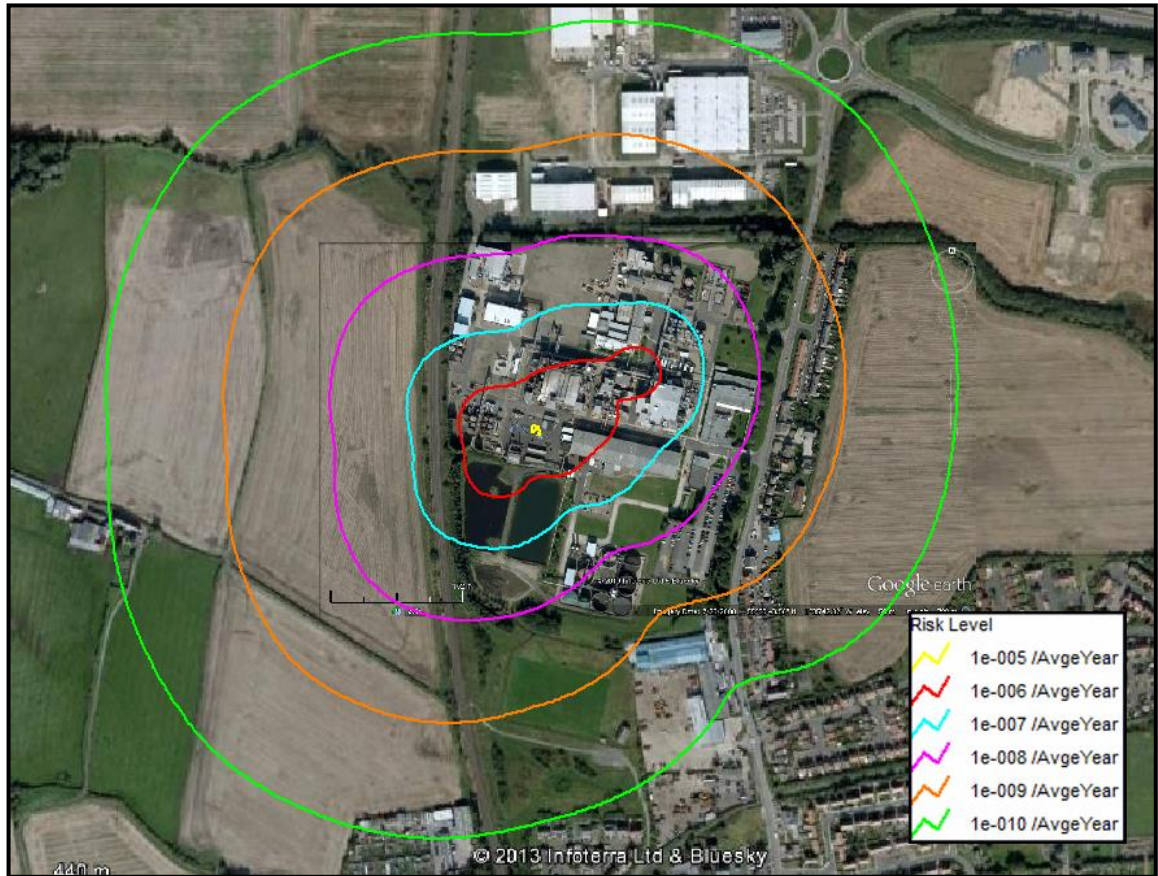 Google earth
Risk Level
1e-005 /AvgeYear
1e-006 /AvgeYear
1e-007 /AvgeYear
1e-008 /AvgeYear
1e-009 /AvgeYear
1e-010 /AvgeYear
© 2013 Infoterra Ltd & Bluesky